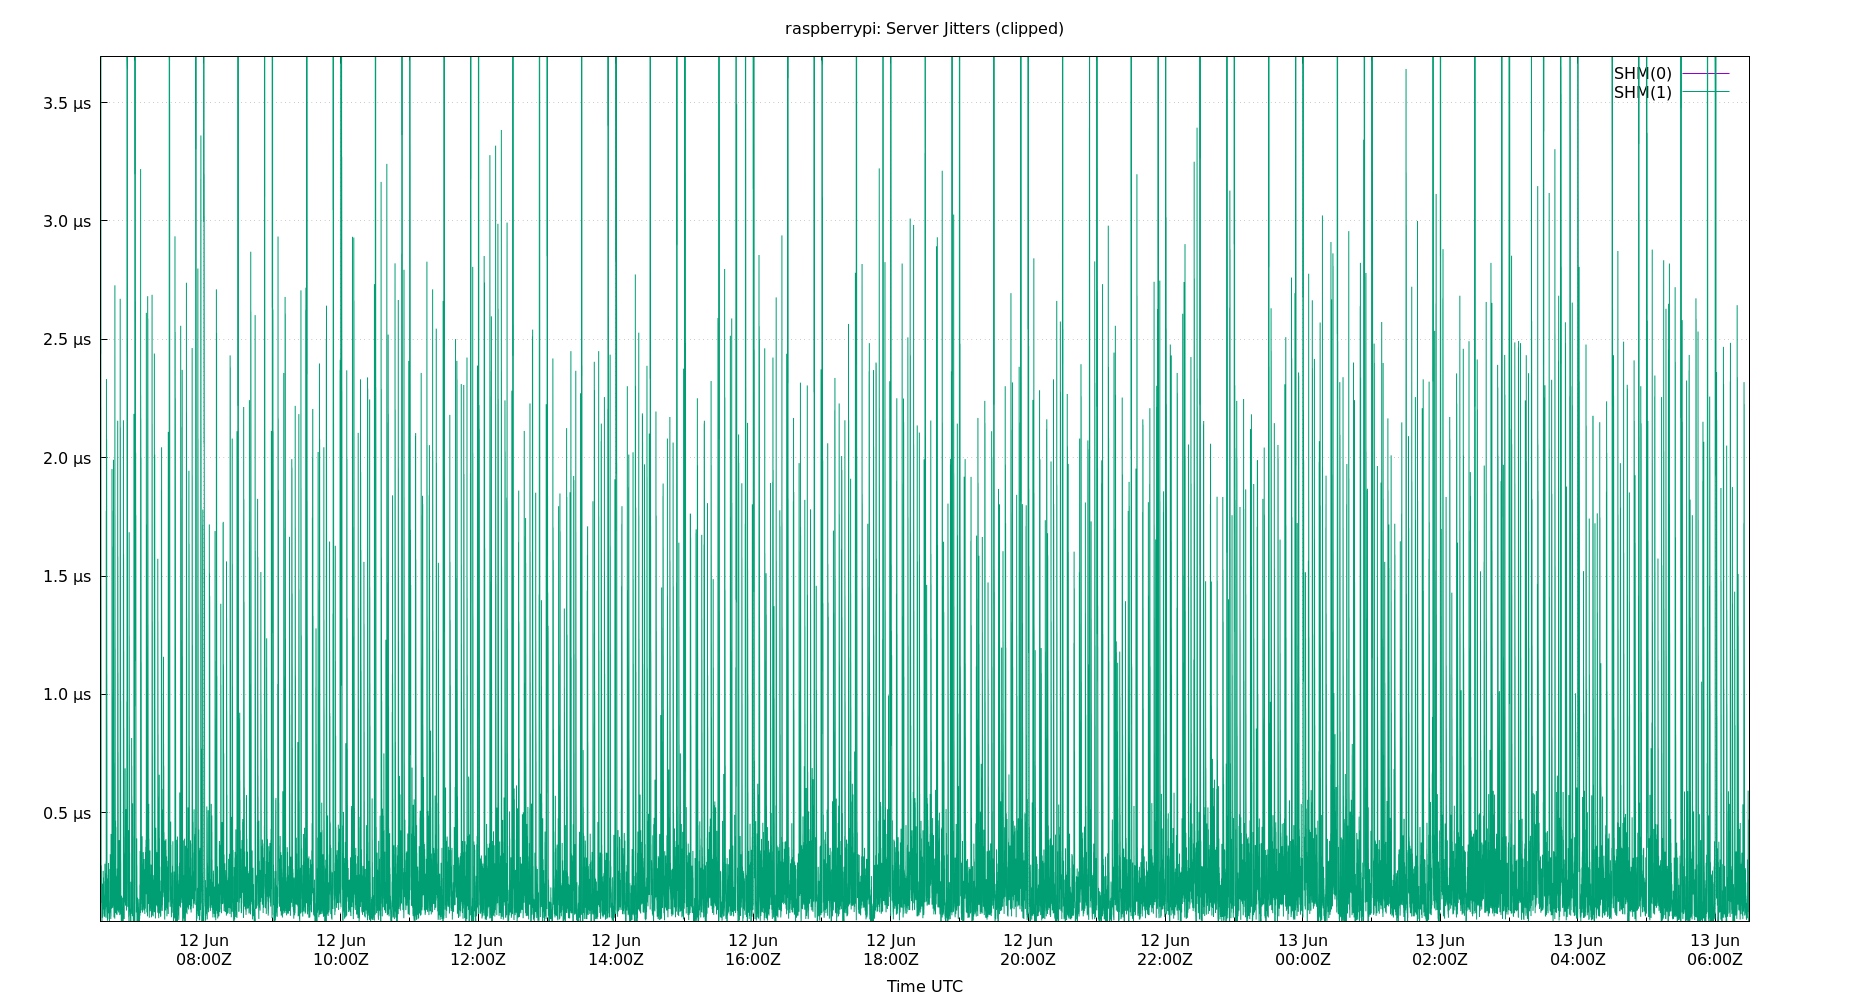 raspberrypi: Server Jitters (clipped)
SHM(0)
SHM(1)
3.5 µs
3.0 µs
2.5 µs
2.0 µs
1.5 µs
1.0 µs
0.5 µs
12 Jun 12 Jun 12 Jun 12 Jun 12 Jun 12 Jun 12 Jun 12 Jun 13 Jun 13 Jun 13 Jun 13 Jun
08:00Z 10:00Z 12:00Z 14:00Z 16:00Z 18:00Z 20:00Z 22:00Z 00:00Z 02:00Z 04:00Z 06:00Z
Time UTC